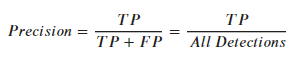 Precision = TP / TP + FP = TP / All Detections